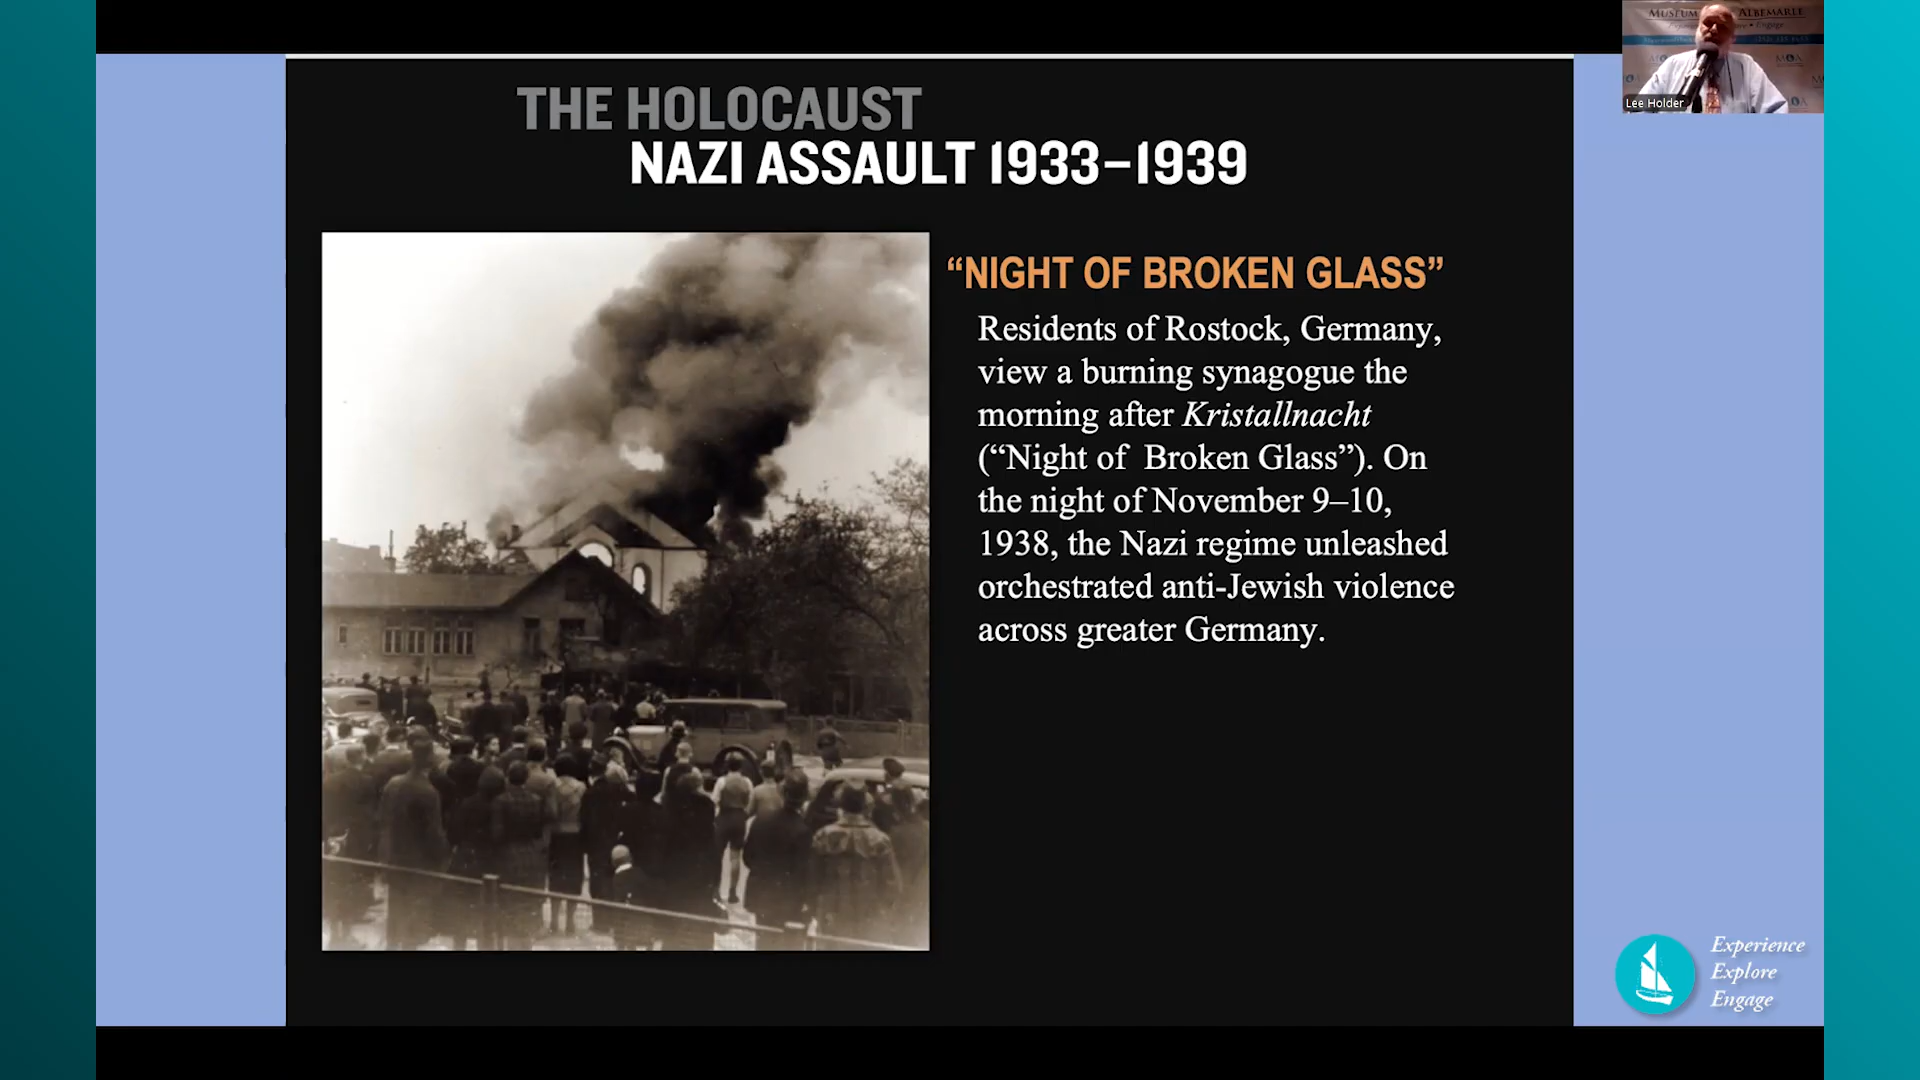 MUSEUM
ALBEMARLE
Lee Holder
THE HOLOCAUST
NAZI ASSAULT 1933–1939
“NIGHT OF BROKEN GLASS”
Residents of Rostock, Germany,
view a burning synagogue the
morning after Kristallnacht
(“Night of Broken Glass”). On
the night of November 9–10,
1938, the Nazi regime unleashed
orchestrated anti-Jewish violence
across greater Germany.
Experience
Explore
Engage